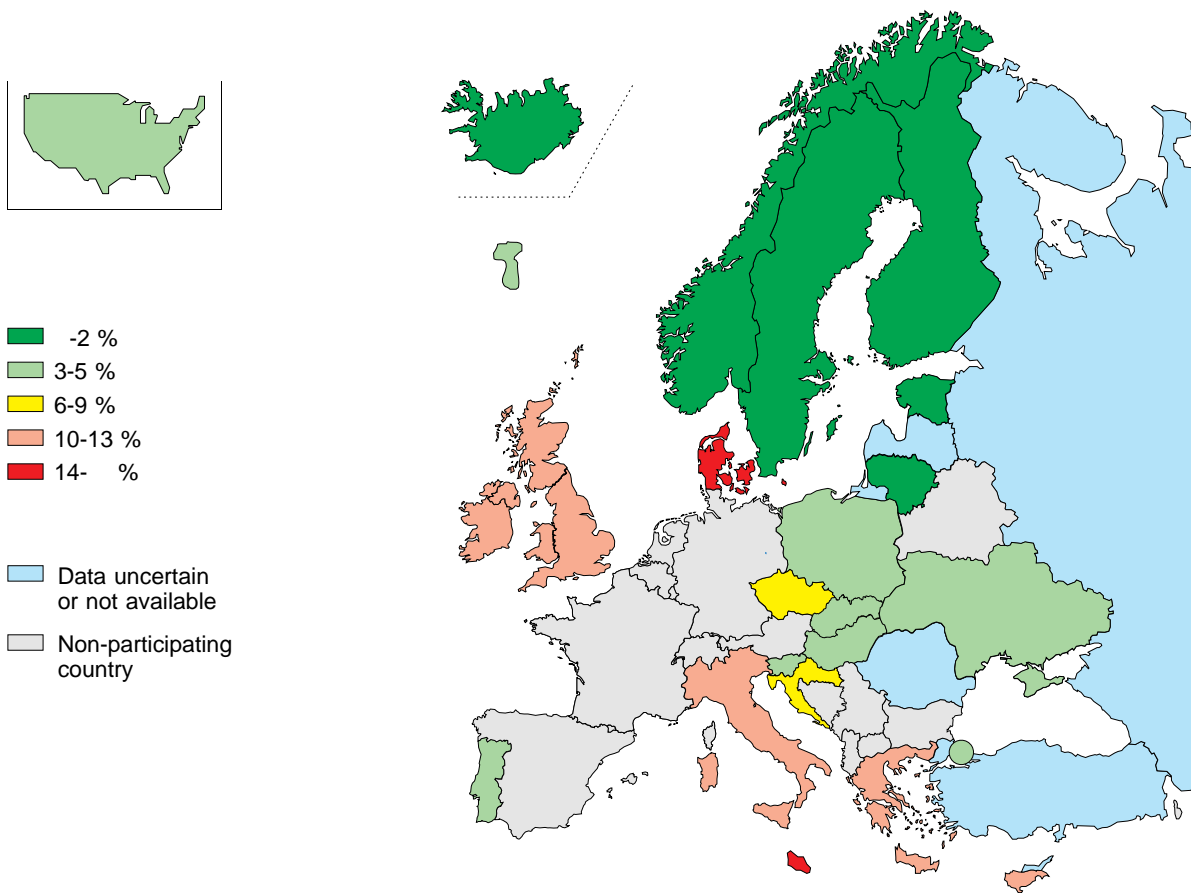 -2 %
3-5 %
6-9 %
10-13 %
14- %
Data uncertain
or not available
Non-participating
country